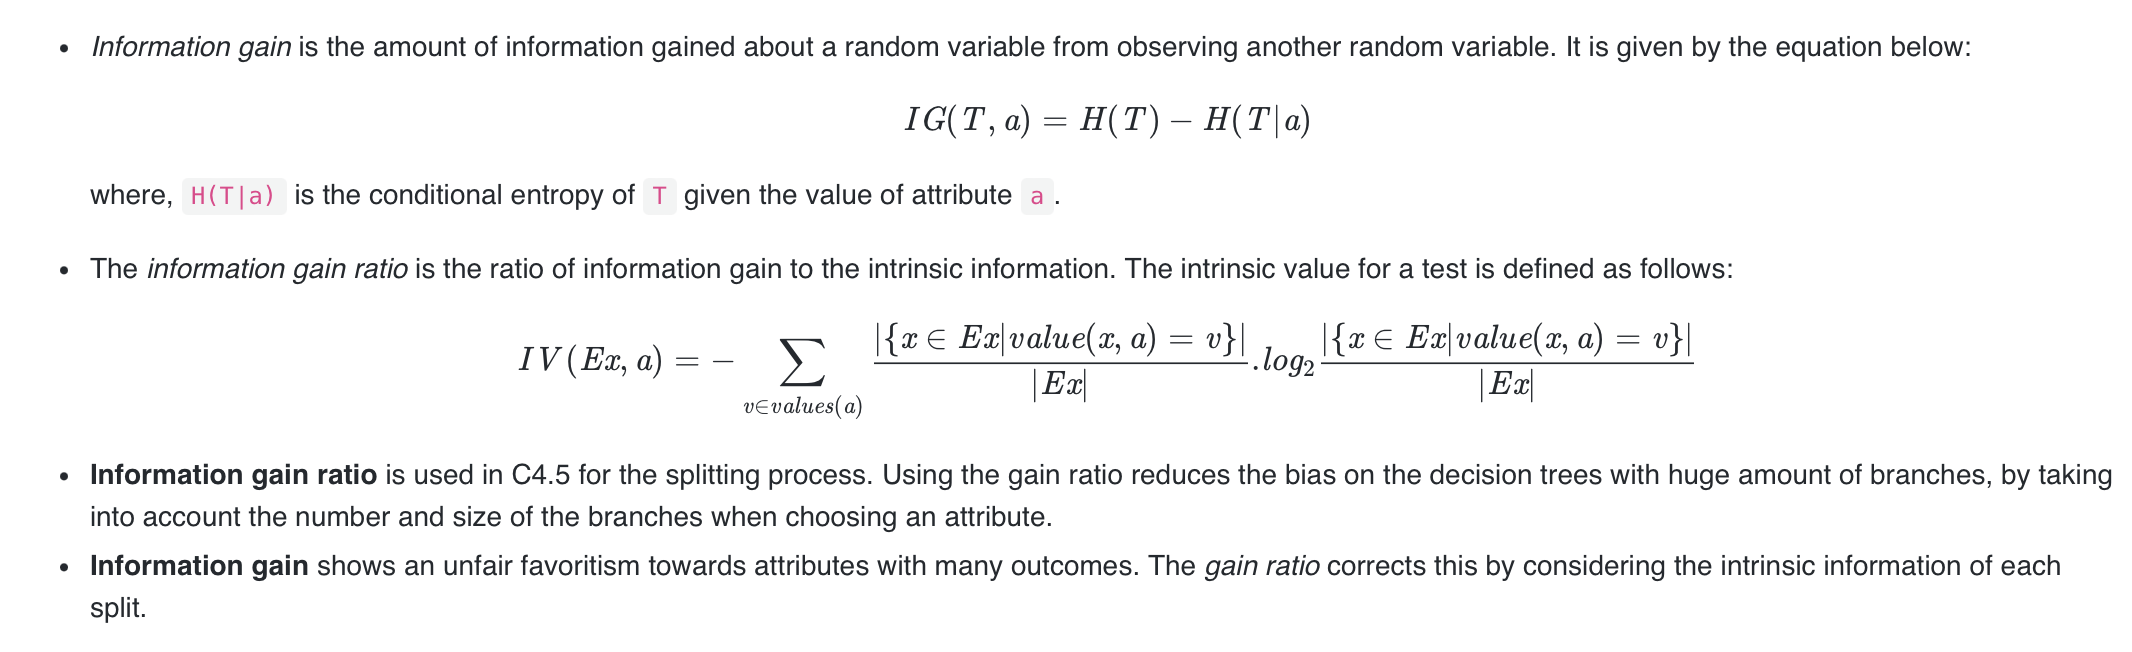 • Information gain is the amount of information gained about a random variable from observing another random variable. It is given by the equation below:
IG(T, a) = H(T) − H(T|a)
where, H(T|a) is the conditional entropy of T given the value of attribute a .
• The information gain ratio is the ratio of information gain to the intrinsic information. The intrinsic value for a test is defined as follows:
IV(Ex, a) = − ∑_{v∈values(a)} |{x ∈ Ex|value(x, a) = v}| / |Ex| .log₂ |{x ∈ Ex|value(x, a) = v}| / |Ex|
• Information gain ratio is used in C4.5 for the splitting process. Using the gain ratio reduces the bias on the decision trees with huge amount of branches, by taking
into account the number and size of the branches when choosing an attribute.
• Information gain shows an unfair favoritism towards attributes with many outcomes. The gain ratio corrects this by considering the intrinsic information of each
split.